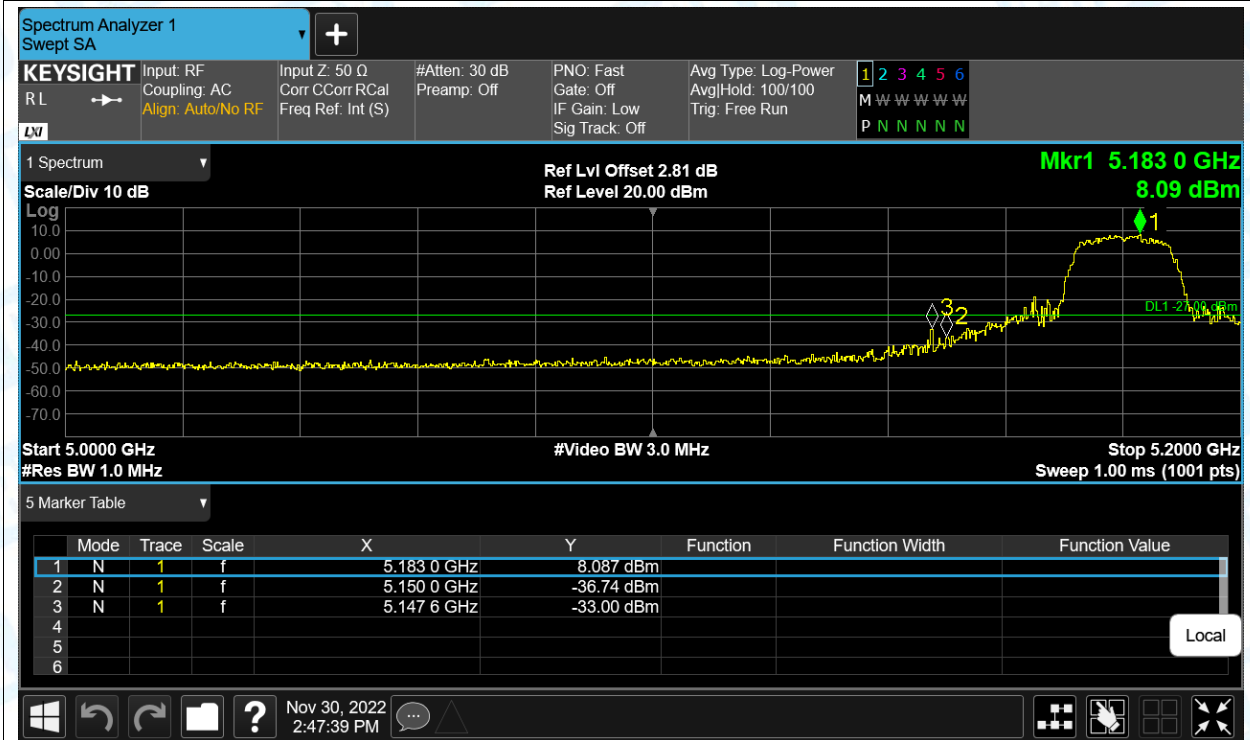 Spectrum Analyzer 1
Swept SA
+
KEYSIGHT Input: RF Input Z: 50 Ω #Atten: 30 dB PNO: Fast Avg Type: Log-Power 1 2 3 4 5 6
R L Coupling: AC Corr CCorr RCal Preamp: Off Gate: Off Avg|Hold: 100/100 M W W W W W
Align: Auto/No RF Freq Ref: Int (S) IF Gain: Low Trig: Free Run
LXI Sig Track: Off P N N N N N
1 Spectrum
Scale/Div 10 dB
Ref Lvl Offset 2.81 dB
Ref Level 20.00 dBm
Mkr1 5.183 0 GHz
8.09 dBm
Log
10.0
0.00
-10.0
-20.0
-30.0
-40.0
-50.0
-60.0
-70.0
1
3
2
DL1 -27.00 dBm
Start 5.0000 GHz #Video BW 3.0 MHz Stop 5.2000 GHz
#Res BW 1.0 MHz Sweep 1.00 ms (1001 pts)
5 Marker Table
Mode Trace Scale X Y Function Function Width Function Value
1 N 1 f 5.183 0 GHz 8.087 dBm
2 N 1 f 5.150 0 GHz -36.74 dBm
3 N 1 f 5.147 6 GHz -33.00 dBm
4
5
6
Local
?
Nov 30, 2022
2:47:39 PM